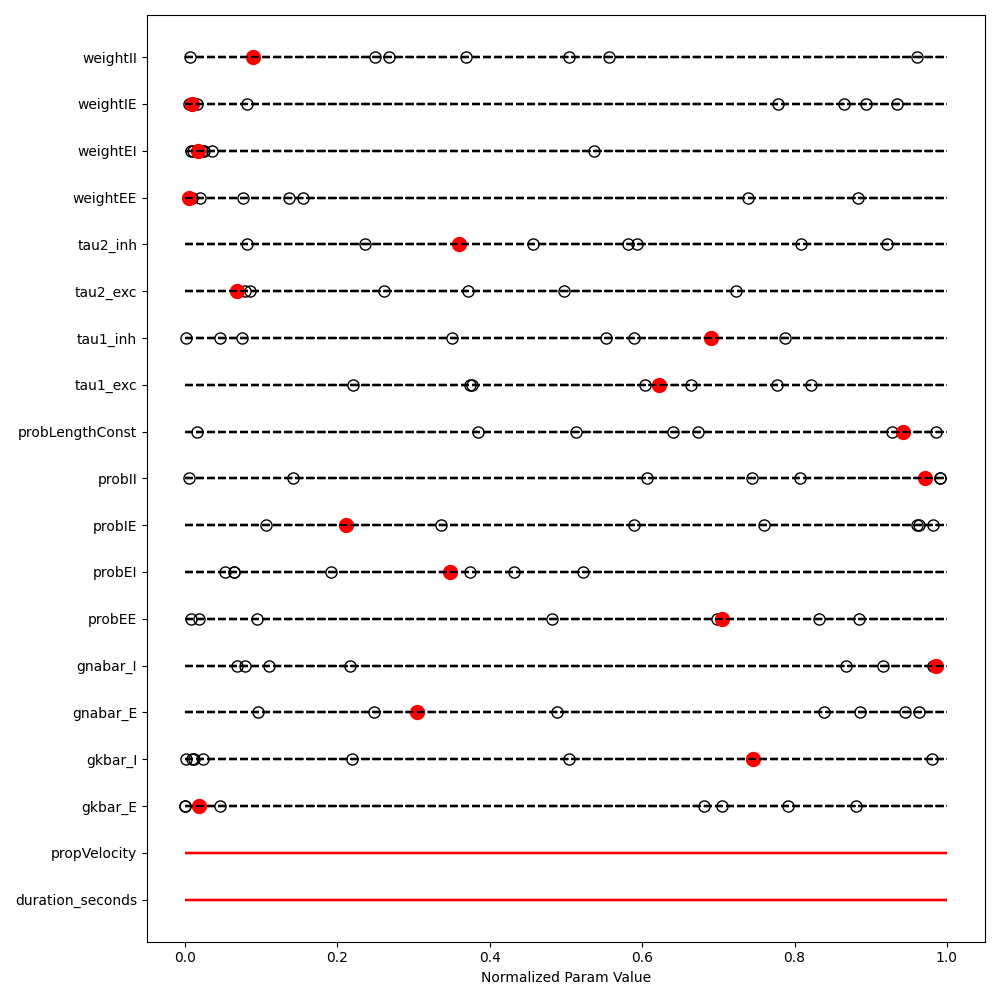 weightII
weightIE
weightEI
weightEE
tau2_inh
tau2_exc
tau1_inh
tau1_exc
probLengthConst
probII
probIE
probEI
probEE
gnabar_I
gnabar_E
gkbar_I
gkbar_E
propVelocity
duration_seconds
0.0 0.2 0.4 0.6 0.8 1.0
Normalized Param Value